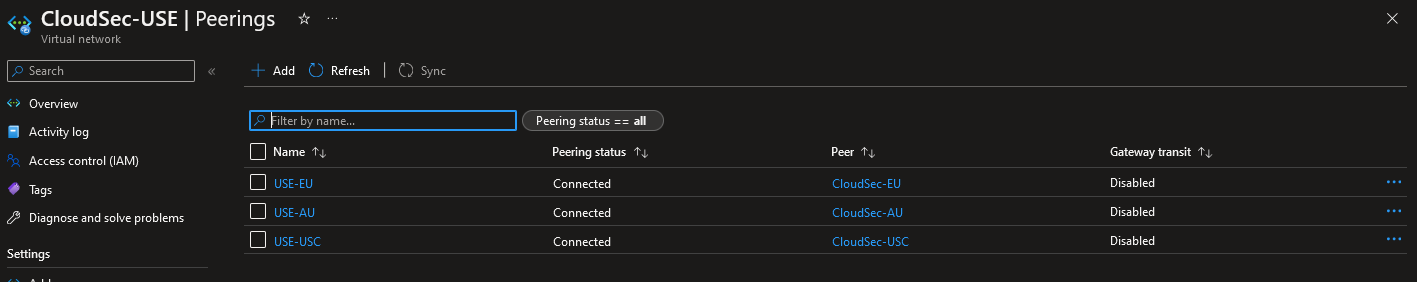 CloudSec-USE | Peerings
Virtual network
Search
Add Refresh Sync
Overview
Activity log
Access control (IAM)
Tags
Diagnose and solve problems
Settings
Filter by name... Peering status == all
Name Peering status Peer Gateway transit
USE-EU Connected CloudSec-EU Disabled
USE-AU Connected CloudSec-AU Disabled
USE-USC Connected CloudSec-USC Disabled